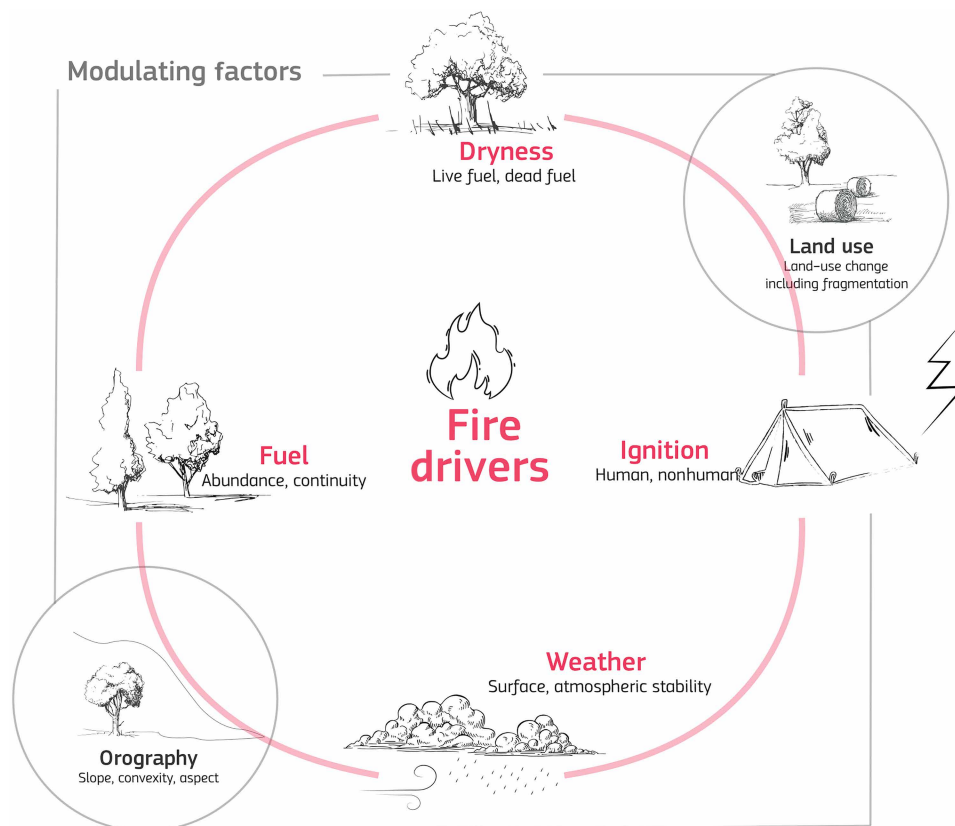 Modulating factors
Dryness
Live fuel, dead fuel
Land use
Land-use change
including fragmentation
Fire
drivers
Fuel
Abundance, continuity
Ignition
Human, nonhuman
Weather
Surface, atmospheric stability
Orography
Slope, convexity, aspect